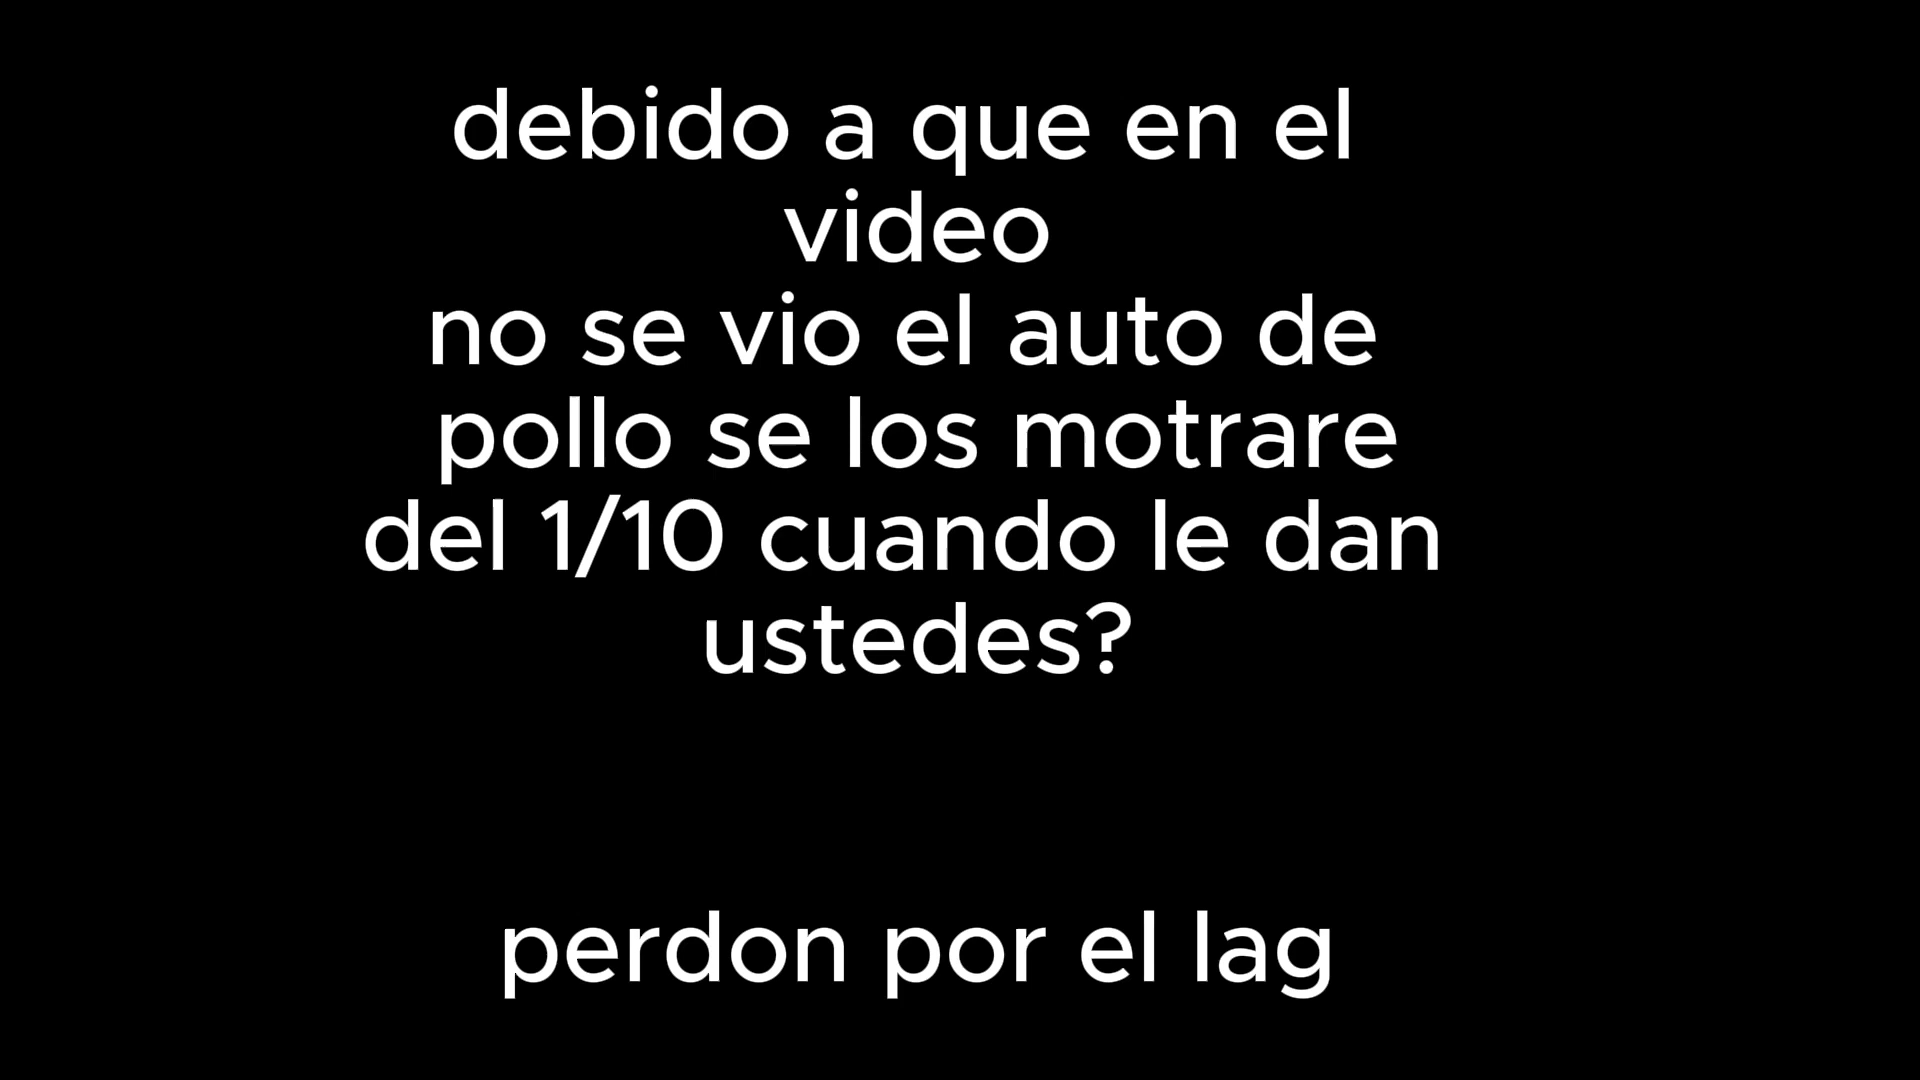 debido a que en el
video
no se vio el auto de
pollo se los motrare
del 1/10 cuando le dan
ustedes?
perdon por el lag